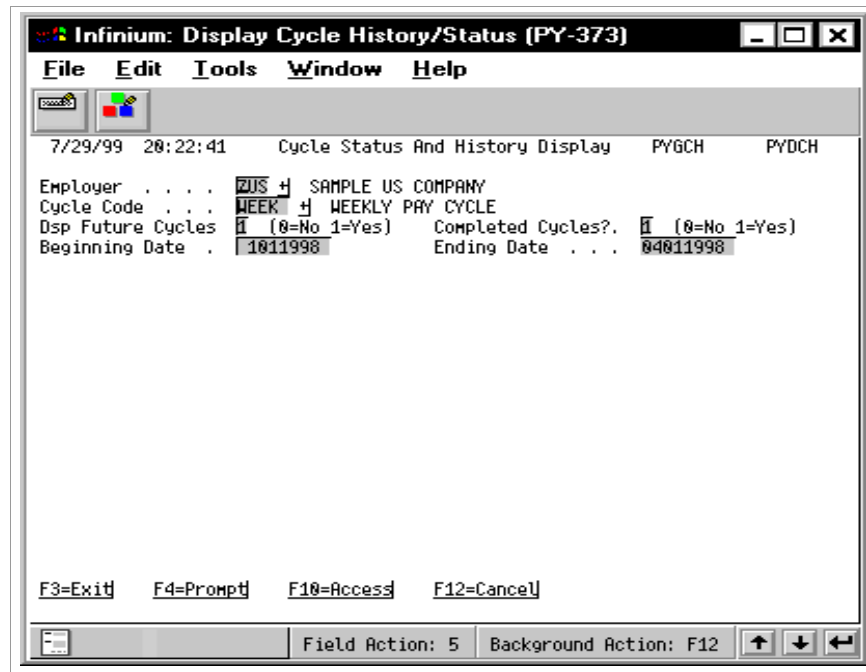 Infinium: Display Cycle History/Status (PY-373)
File Edit Tools Window Help
7/29/99 20:22:41 Cycle Status And History Display PYGCH PYDCH
Employer . . . . ZUS + SAMPLE US COMPANY
Cycle Code . . . WEEK + WEEKLY PAY CYCLE
Dsp Future Cycles 1 (0=No 1=Yes) Completed Cycles?. 1 (0=No 1=Yes)
Beginning Date . 1011998 Ending Date . . . 04011998
F3=Exit F4=Prompt F10=Access F12=Cancel
Field Action: 5 Background Action: F12